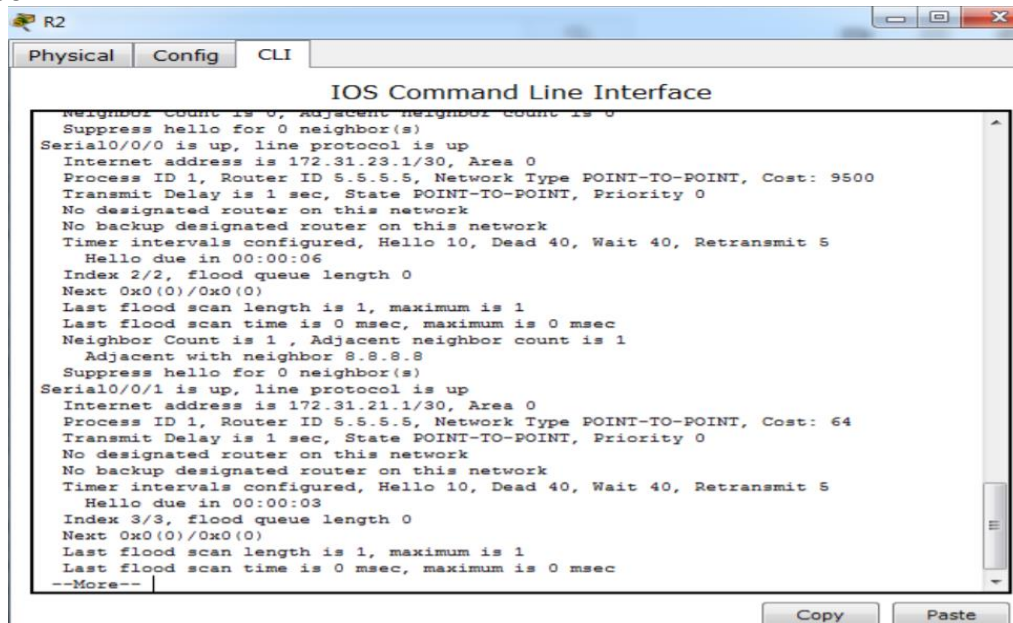 R2
Physical Config CLI
IOS Command Line Interface
Neighbor Count is 0, Adjacent neighbor count is 0
Suppress hello for 0 neighbor(s)
Serial0/0/0 is up, line protocol is up
Internet address is 172.31.23.1/30, Area 0
Process ID 1, Router ID 5.5.5.5, Network Type POINT-TO-POINT, Cost: 9500
Transmit Delay is 1 sec, State POINT-TO-POINT, Priority 0
No designated router on this network
No backup designated router on this network
Timer intervals configured, Hello 10, Dead 40, Wait 40, Retransmit 5
Hello due in 00:00:06
Index 2/2, flood queue length 0
Next 0x0(0)/0x0(0)
Last flood scan length is 1, maximum is 1
Last flood scan time is 0 msec, maximum is 0 msec
Neighbor Count is 1 , Adjacent neighbor count is 1
Adjacent with neighbor 8.8.8.8
Suppress hello for 0 neighbor(s)
Serial0/0/1 is up, line protocol is up
Internet address is 172.31.21.1/30, Area 0
Process ID 1, Router ID 5.5.5.5, Network Type POINT-TO-POINT, Cost: 64
Transmit Delay is 1 sec, State POINT-TO-POINT, Priority 0
No designated router on this network
No backup designated router on this network
Timer intervals configured, Hello 10, Dead 40, Wait 40, Retransmit 5
Hello due in 00:00:03
Index 3/3, flood queue length 0
Next 0x0(0)/0x0(0)
Last flood scan length is 1, maximum is 1
Last flood scan time is 0 msec, maximum is 0 msec
--More--
Copy Paste